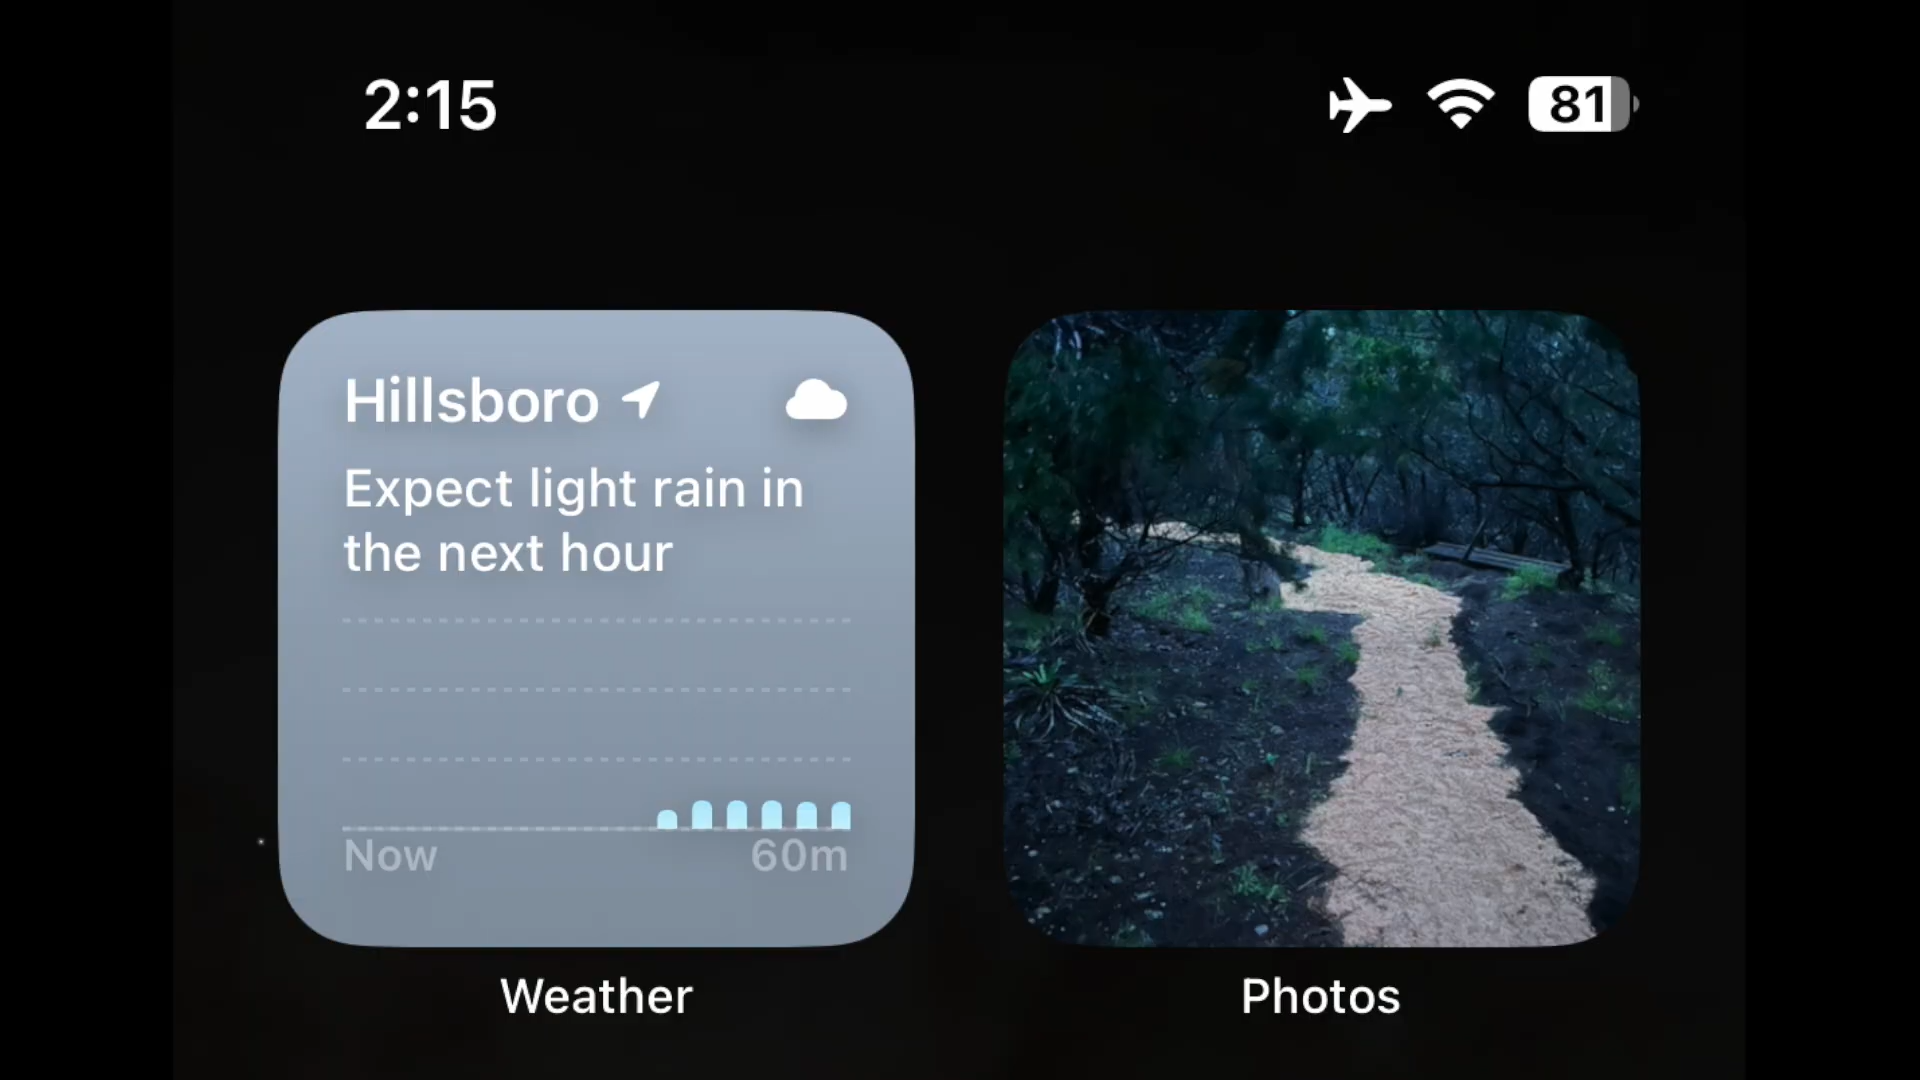 2:15
81
Hillsboro
Expect light rain in
the next hour
Now
60m
Weather
Photos